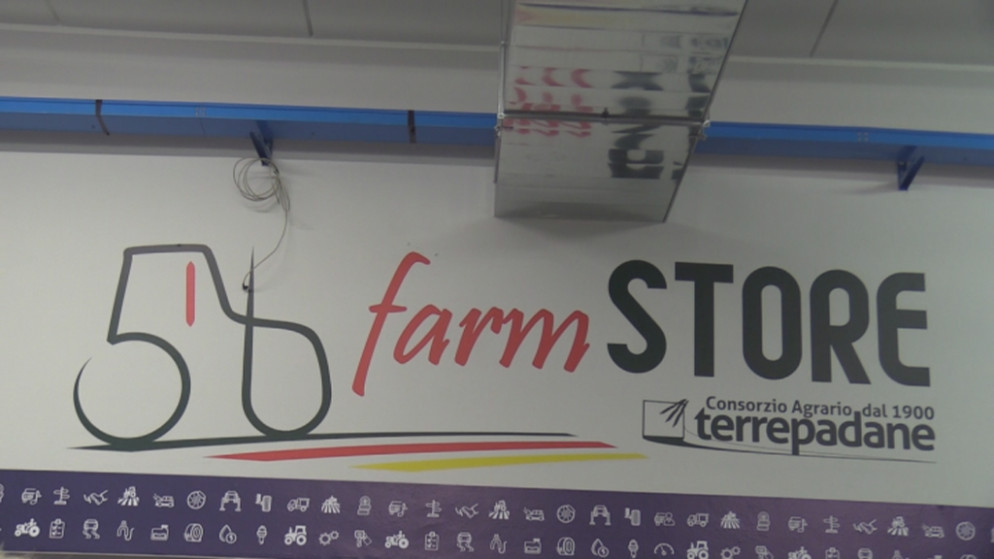 farm STORE
Consorzio Agrario dal 1900
terrepadane